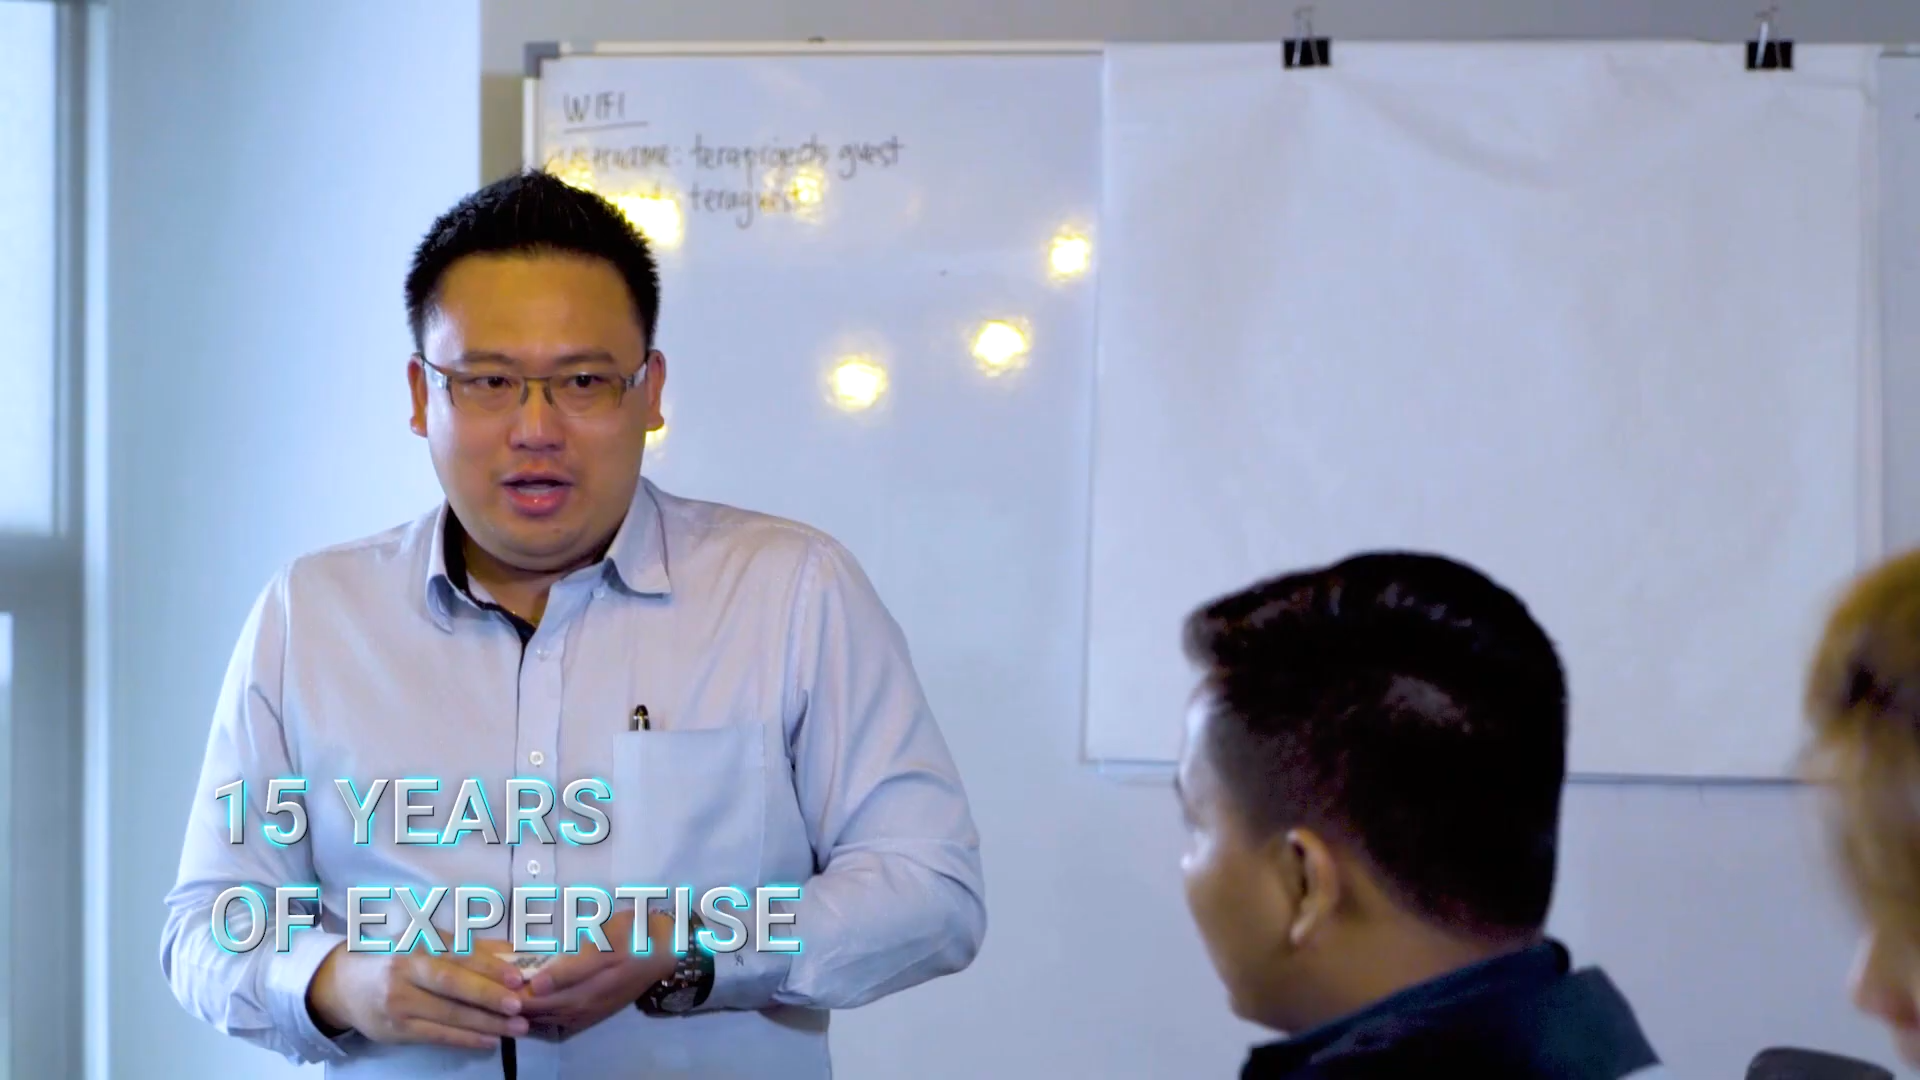 WIFI
username: teraprojects guest
teraguest
15 YEARS
OF EXPERTISE